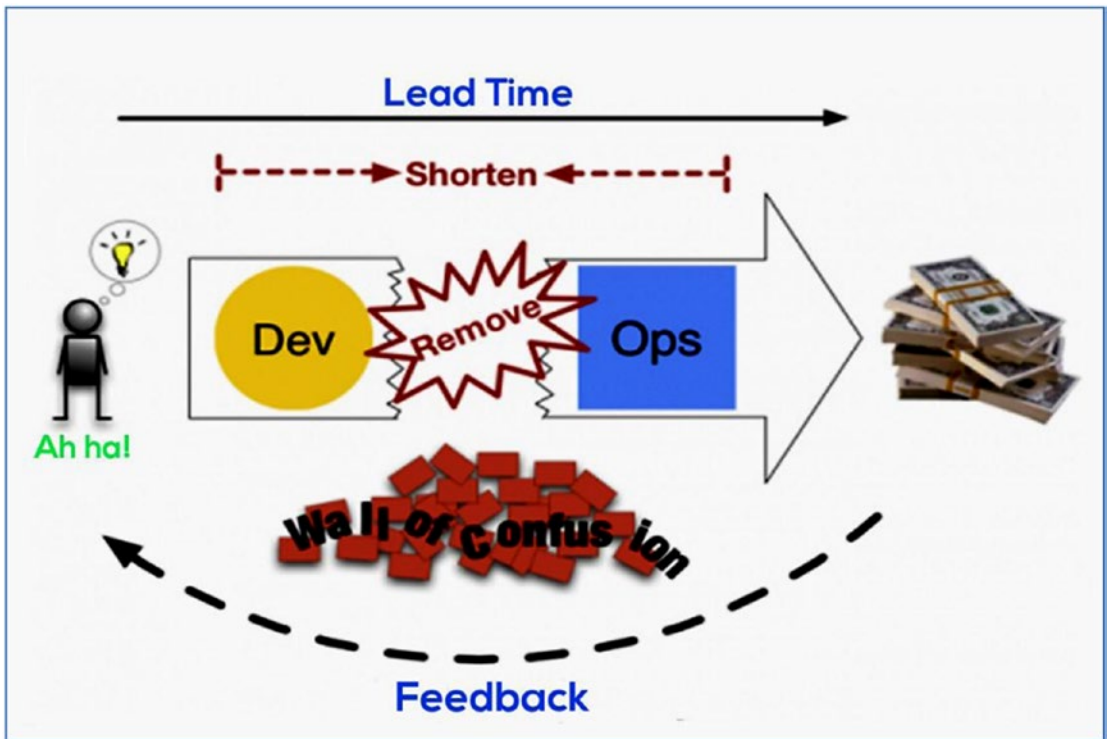 Lead Time
Shorten
Dev
Remove
Ops
Ah ha!
Wall of Confusion
Feedback